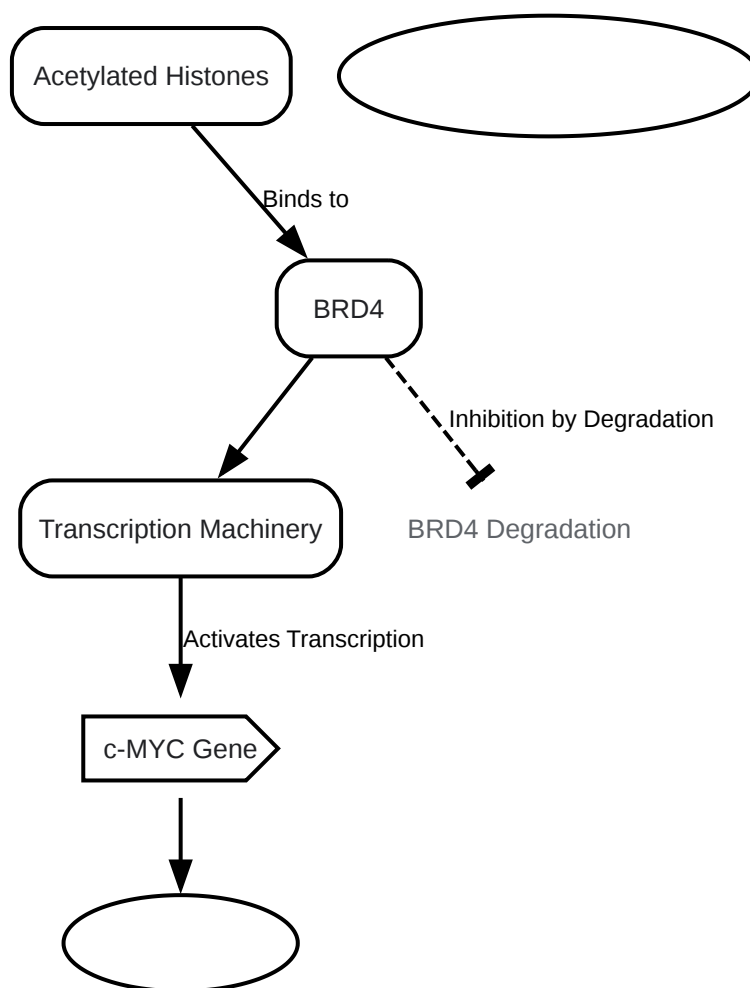 Acetylated Histones
Binds to
BRD4
Inhibition by Degradation
Transcription Machinery
BRD4 Degradation
Activates Transcription
c-MYC Gene